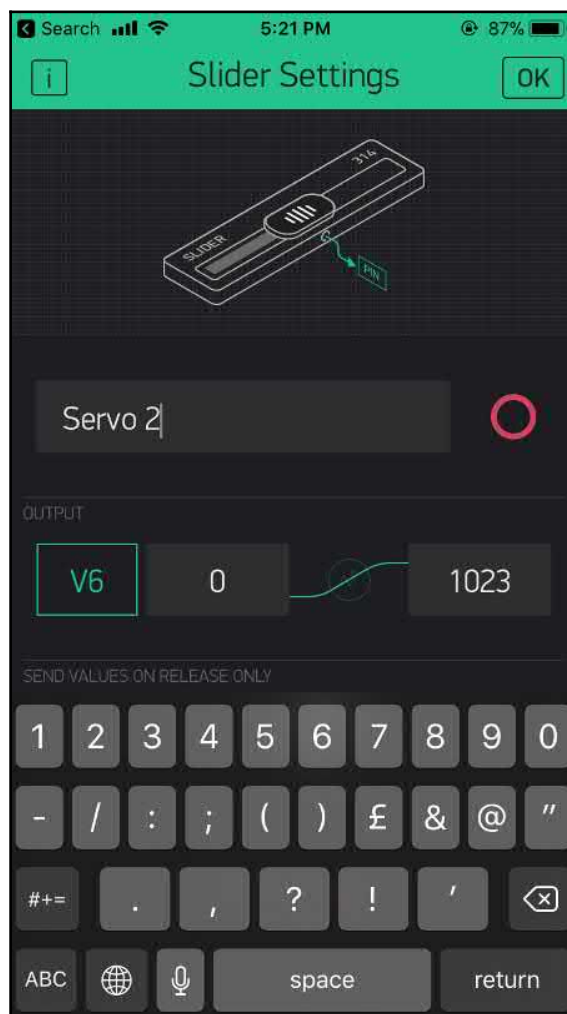 Search 5:21 PM 87%
i Slider Settings OK
314
SLIDER
PIN
Servo 2
OUTPUT
V6 0 1023
SEND VALUES ON RELEASE ONLY
1 2 3 4 5 6 7 8 9 0
- / : ; ( ) £ & @ "
#+= . , ? ! '
ABC space return